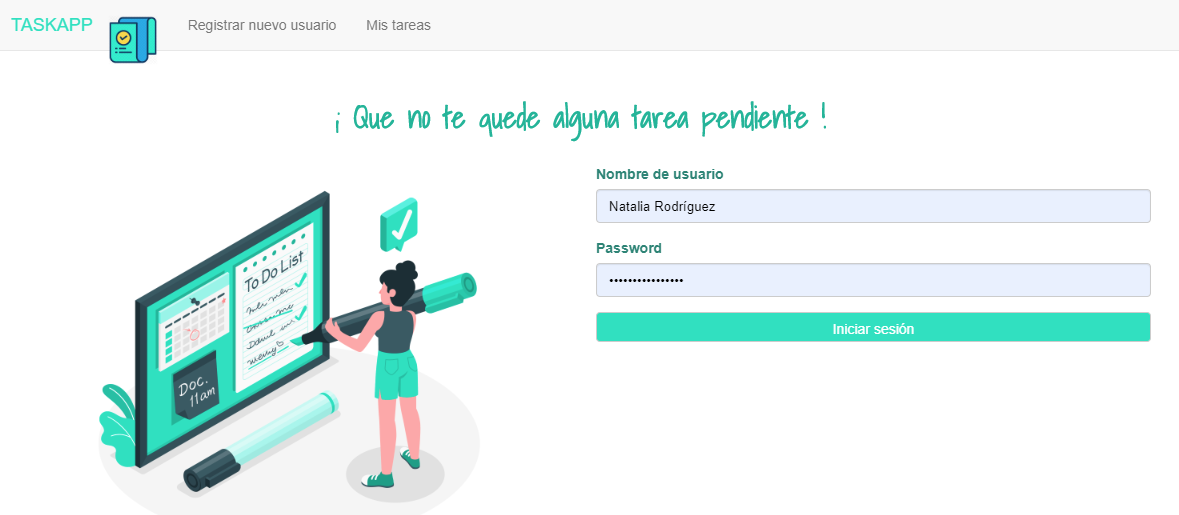 TASKAPP
Registrar nuevo usuario
Mis tareas
¡ Que no te quede alguna tarea pendiente !
To Do List
Doc.
11am
Nombre de usuario
Natalia Rodríguez
Password
••••••••••••••••
Iniciar sesión